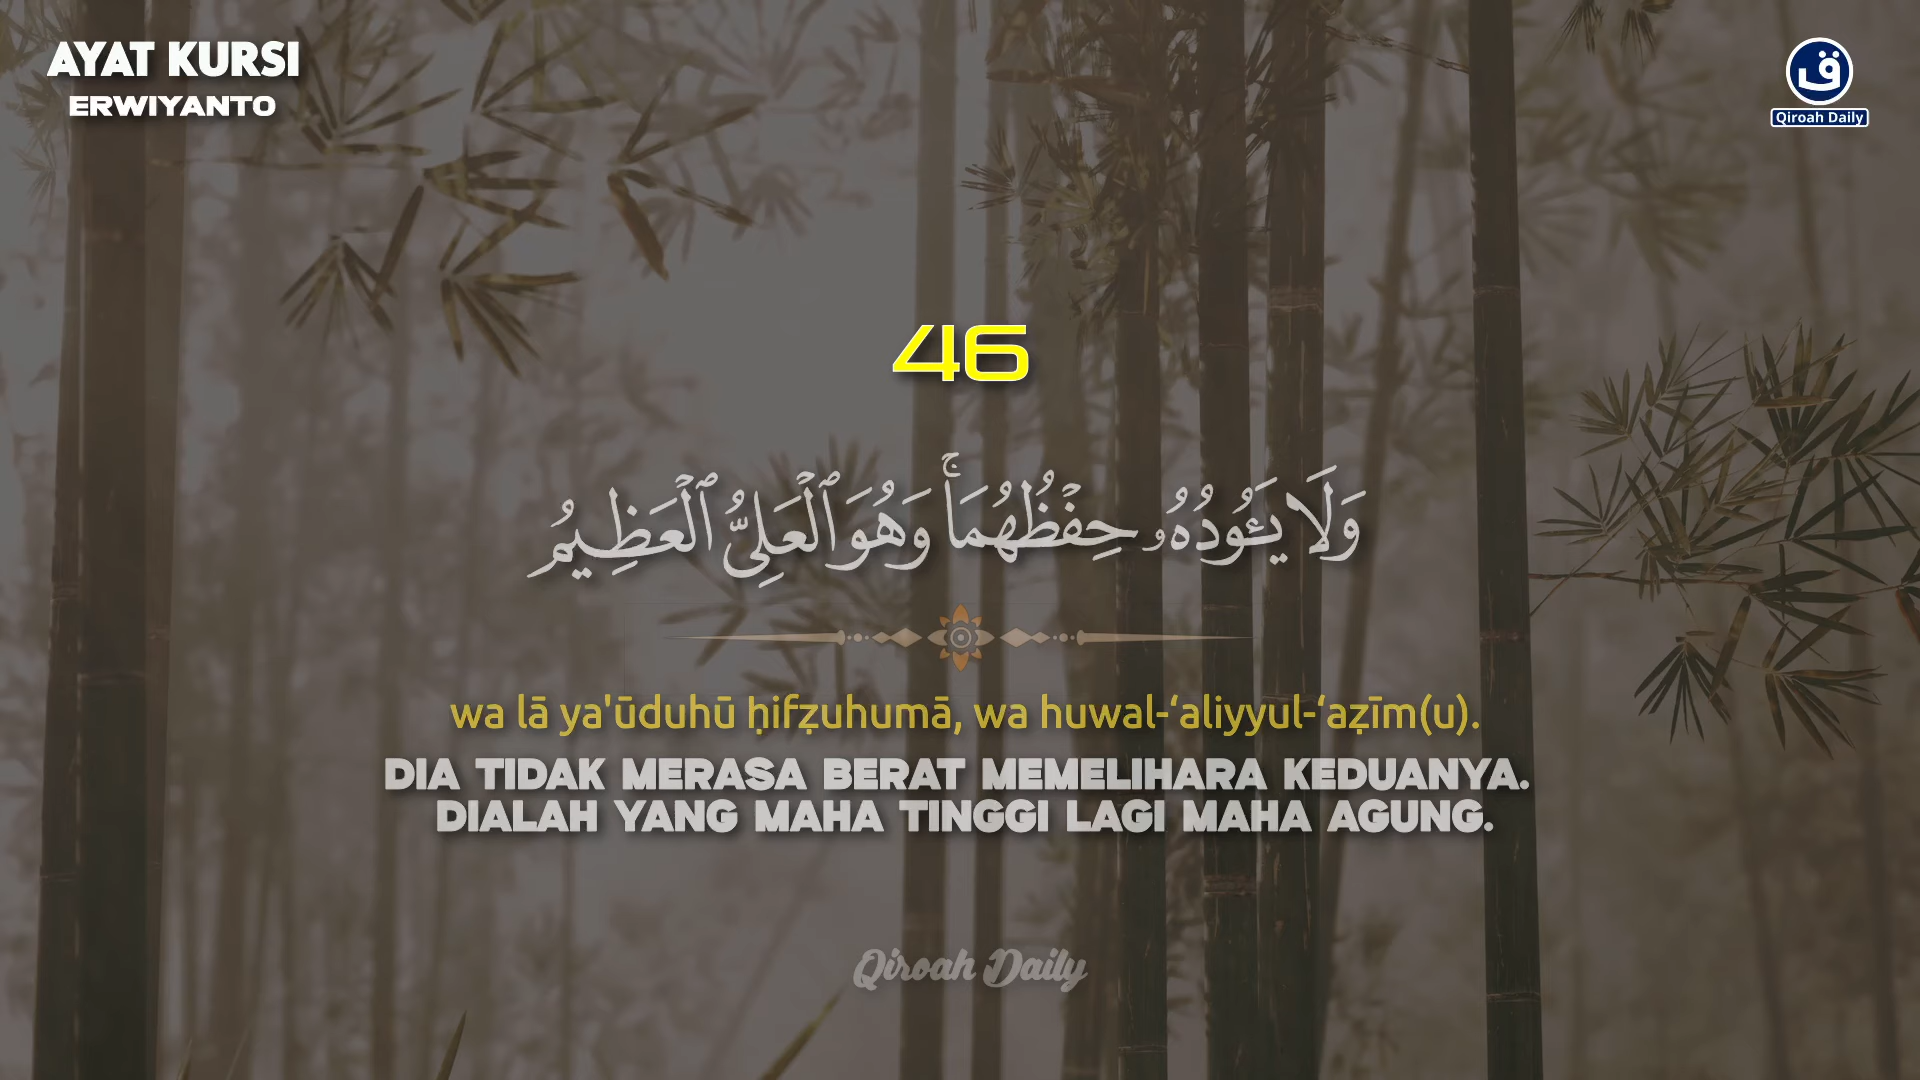 AYAT KURSI
ERWIYANTO
ق
Qiroah Daily
46
وَلَا يَـُٔودُهُۥ حِفْظُهُمَاۚ وَهُوَ ٱلْعَلِىُّ ٱلْعَظِيمُ
wa lā ya'ūduhū ḥifẓuhumā, wa huwal-‘aliyyul-‘aẓīm(u).
DIA TIDAK MERASA BERAT MEMELIHARA KEDUANYA.
DIALAH YANG MAHA TINGGI LAGI MAHA AGUNG.
Qiroah Daily